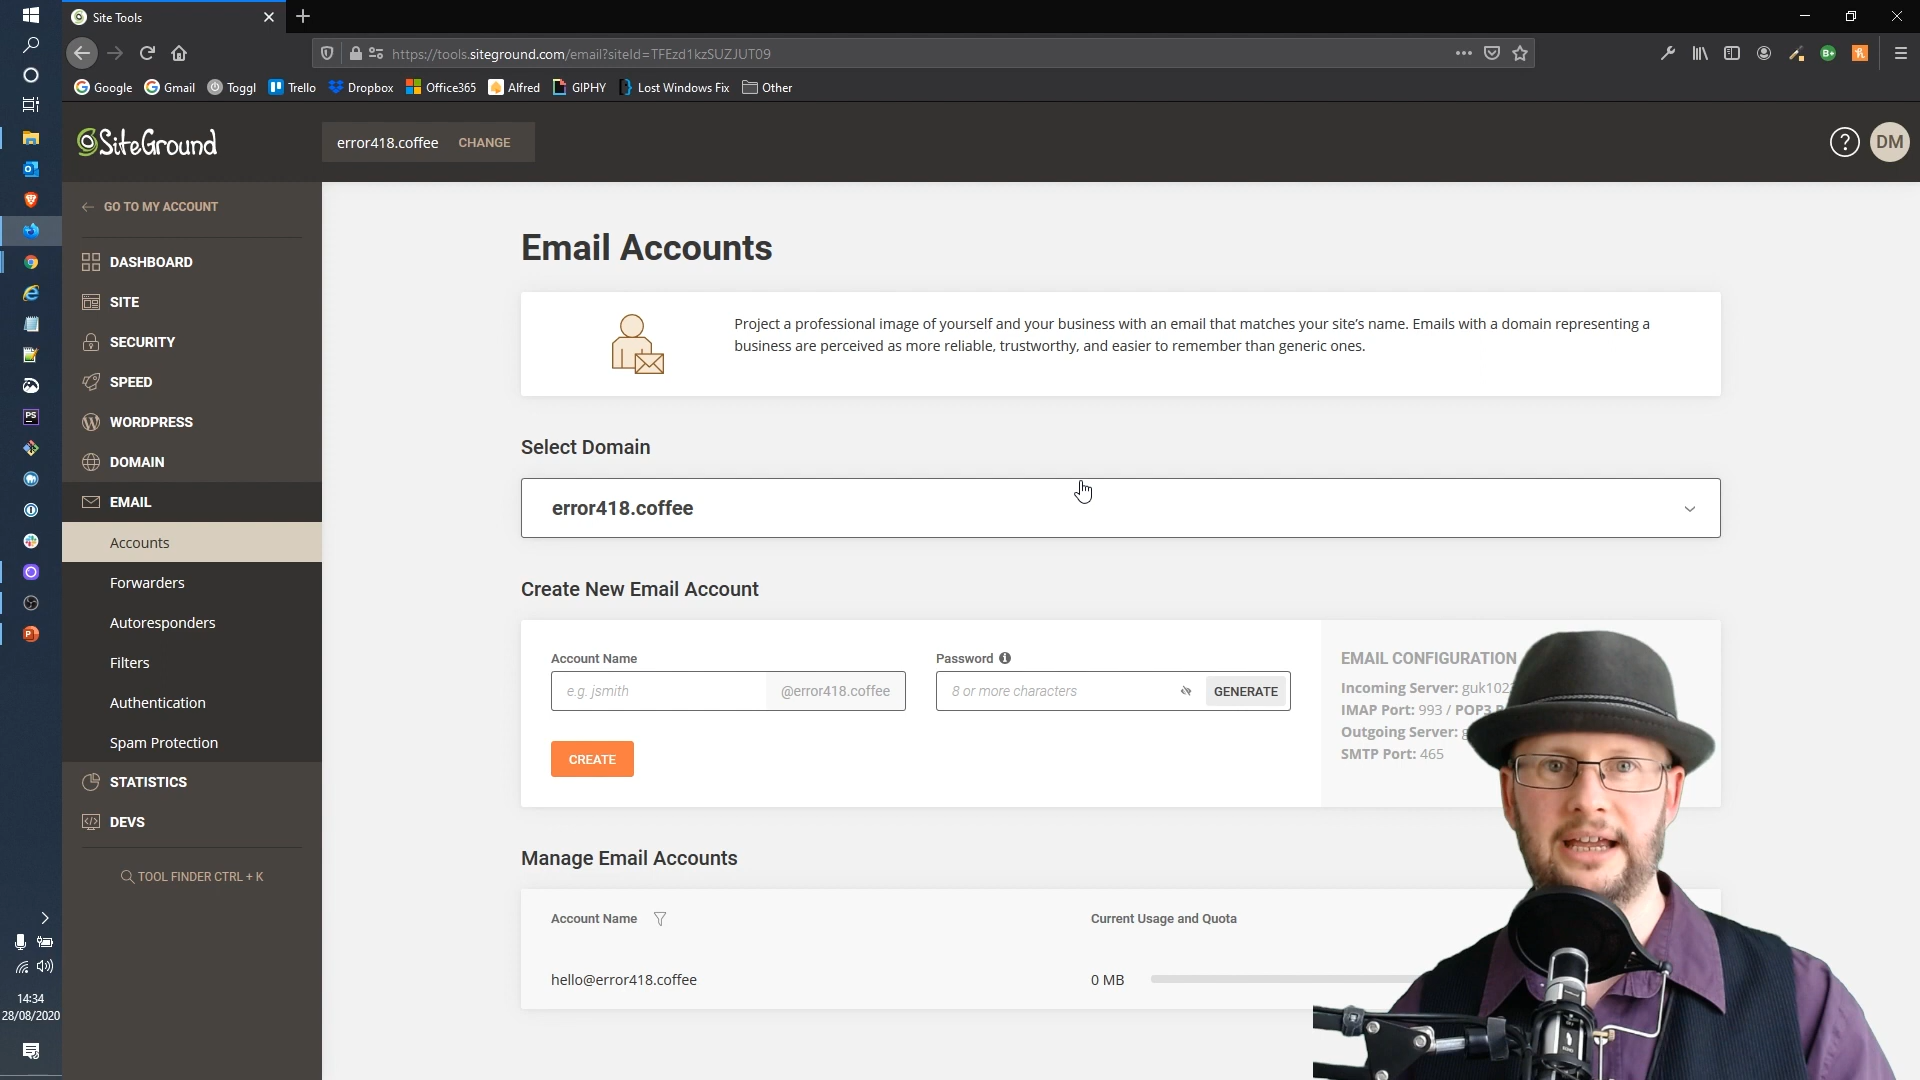 Site Tools
https://tools.siteground.com/email?siteId=TFEzd1kzSUZJUT09
Google
Gmail
Toggl
Trello
Dropbox
Office365
Alfred
GIPHY
Lost Windows Fix
Other
SiteGround
error418.coffee
CHANGE
?
DM
GO TO MY ACCOUNT
DASHBOARD
SITE
SECURITY
SPEED
WORDPRESS
DOMAIN
EMAIL
Accounts
Forwarders
Autoresponders
Filters
Authentication
Spam Protection
STATISTICS
DEVS
TOOL FINDER CTRL + K
Email Accounts
Project a professional image of yourself and your business with an email that matches your site's name. Emails with a domain representing a
business are perceived as more reliable, trustworthy, and easier to remember than generic ones.
Select Domain
error418.coffee
Create New Email Account
Account Name
e.g. jsmith
@error418.coffee
Password
8 or more characters
GENERATE
CREATE
EMAIL CONFIGURATION
Incoming Server: guk102
IMAP Port: 993 / POP3
Outgoing Server:
SMTP Port: 465
Manage Email Accounts
Account Name
Current Usage and Quota
hello@error418.coffee
0 MB
14:34
28/08/2020